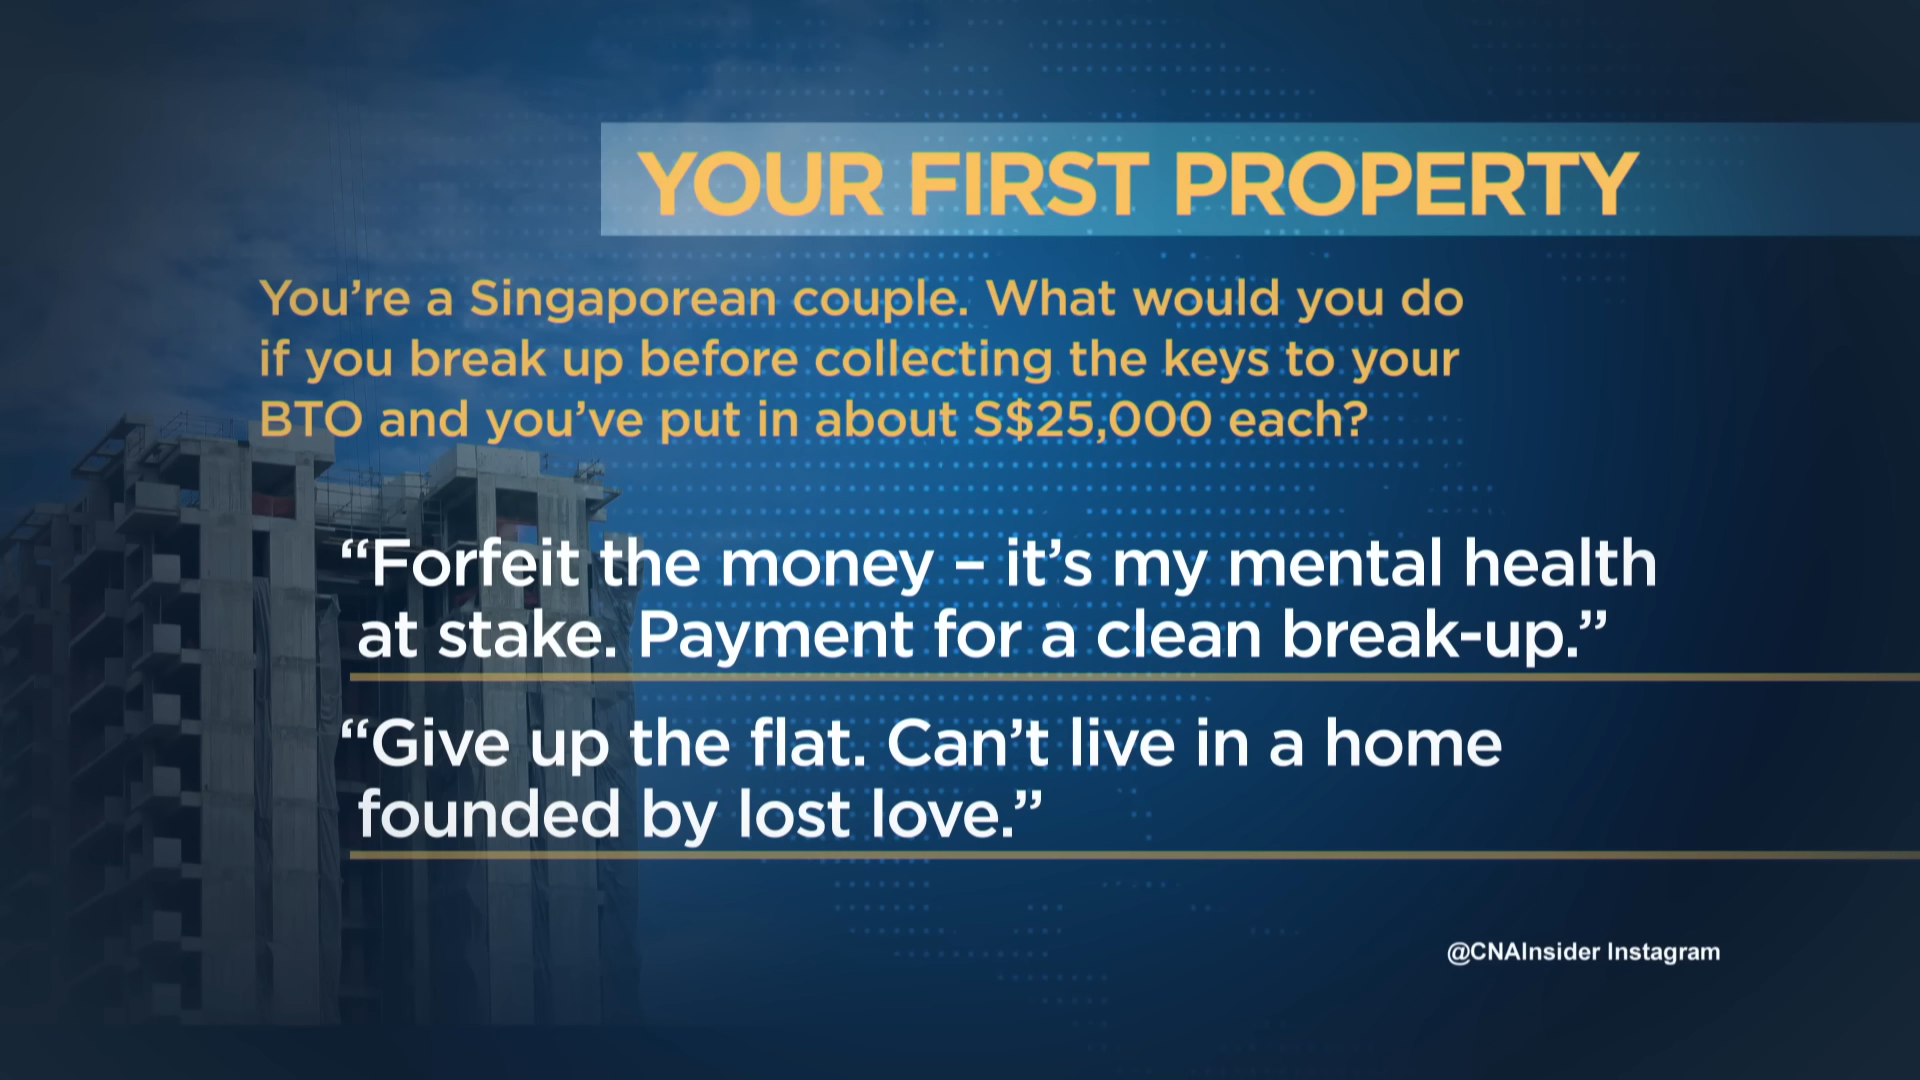 YOUR FIRST PROPERTY
You’re a Singaporean couple. What would you do
if you break up before collecting the keys to your
BTO and you’ve put in about S$25,000 each?
“Forfeit the money – it’s my mental health
at stake. Payment for a clean break-up.”
“Give up the flat. Can’t live in a home
founded by lost love.”
@CNAInsider Instagram